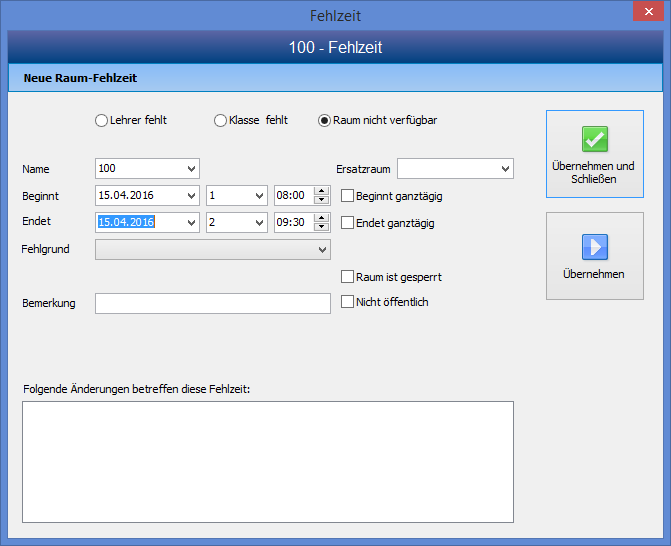 Fehlzeit
100 - Fehlzeit
Neue Raum-Fehlzeit
Lehrer fehlt Klasse fehlt Raum nicht verfügbar
Name 100 Ersatzraum
Beginnt 15.04.2016 1 08:00 Beginnt ganztägig
Endet 15.04.2016 2 09:30 Endet ganztägig
Fehlgrund
Raum ist gesperrt
Bemerkung Nicht öffentlich
Übernehmen und
Schließen
Übernehmen
Folgende Änderungen betreffen diese Fehlzeit: